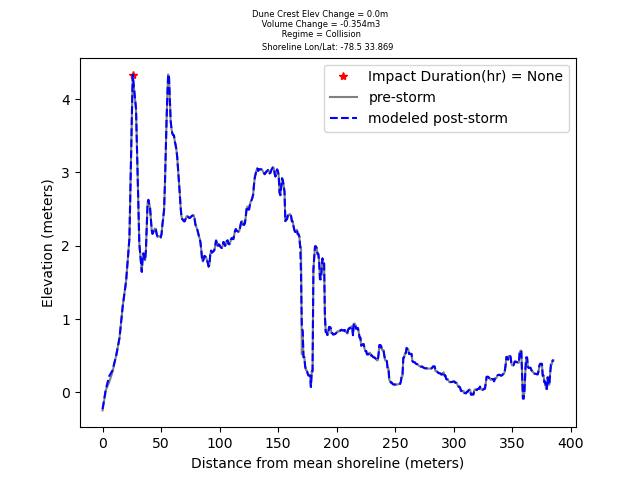 Dune Crest Elev Change = 0.0m
Volume Change = -0.354m3
Regime = Collision
Shoreline Lon/Lat: -78.5 33.869
Impact Duration(hr) = None
pre-storm
modeled post-storm
4
3
2
1
0
Elevation (meters)
0 50 100 150 200 250 300 350 400
Distance from mean shoreline (meters)